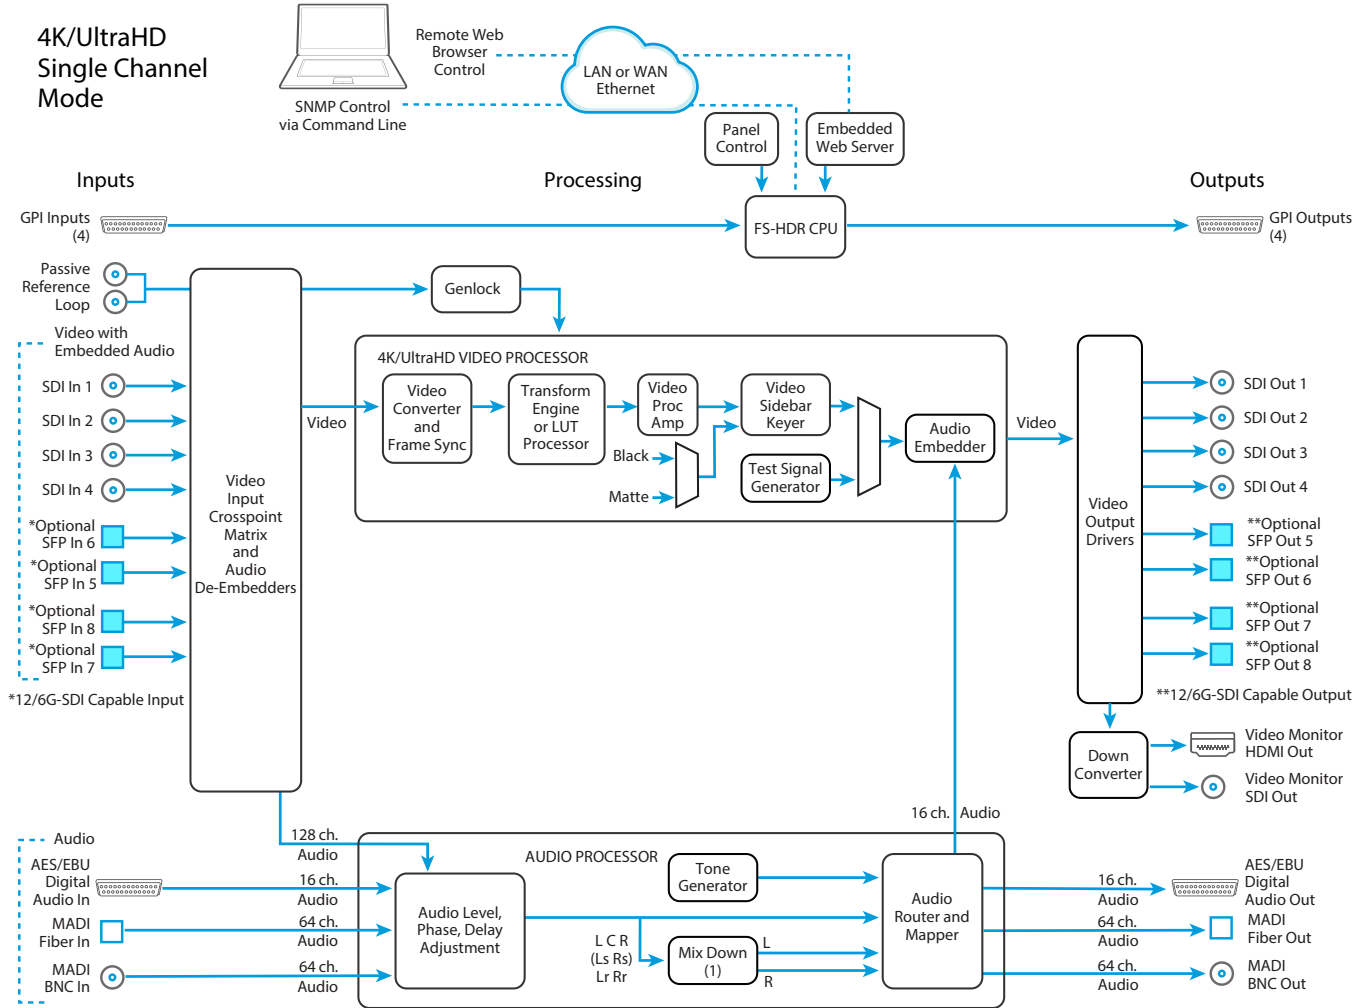 4K/UltraHD
Single Channel
Mode
Remote Web
Browser
Control
SNMP Control
via Command Line
LAN or WAN
Ethernet
Panel
Control
Embedded
Web Server
Inputs
Processing
Outputs
GPI Inputs
(4)
FS-HDR CPU
GPI Outputs
(4)
Passive
Reference
Loop
Genlock
Video with
Embedded Audio
SDI In 1
SDI In 2
SDI In 3
SDI In 4
*Optional
SFP In 6
*Optional
SFP In 5
*Optional
SFP In 8
*Optional
SFP In 7
*12/6G-SDI Capable Input
Video
Input
Crosspoint
Matrix
and
Audio
De-Embedders
Video
4K/UltraHD VIDEO PROCESSOR
Video
Converter
and
Frame Sync
Transform
Engine
or LUT
Processor
Video
Proc
Amp
Video
Sidebar
Keyer
Black
Matte
Test Signal
Generator
Audio
Embedder
Video
Video
Output
Drivers
SDI Out 1
SDI Out 2
SDI Out 3
SDI Out 4
**Optional
SFP Out 5
**Optional
SFP Out 6
**Optional
SFP Out 7
**Optional
SFP Out 8
**12/6G-SDI Capable Output
Down
Converter
Video Monitor
HDMI Out
Video Monitor
SDI Out
16 ch. Audio
Audio
AES/EBU
Digital
Audio In
MADI
Fiber In
MADI
BNC In
128 ch.
Audio
16 ch.
Audio
64 ch.
Audio
64 ch.
Audio
AUDIO PROCESSOR
Audio Level,
Phase, Delay
Adjustment
Tone
Generator
L C R
(Ls Rs)
Lr Rr
Mix Down
(1)
L
R
Audio
Router and
Mapper
16 ch.
Audio
64 ch.
Audio
64 ch.
Audio
AES/EBU
Digital
Audio Out
MADI
Fiber Out
MADI
BNC Out